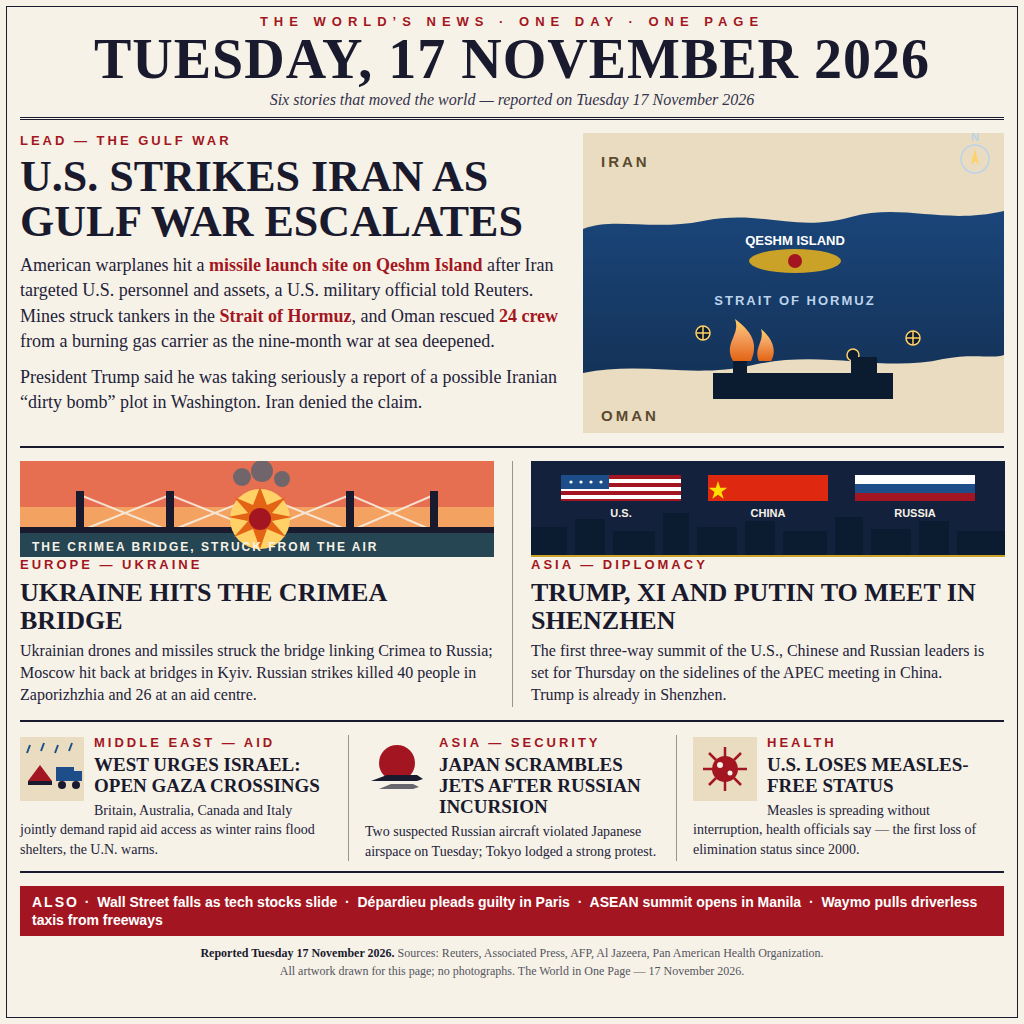 THE WORLD’S NEWS · ONE DAY · ONE PAGE
TUESDAY, 17 NOVEMBER 2026
Six stories that moved the world — reported on Tuesday 17 November 2026
LEAD — THE GULF WAR
U.S. STRIKES IRAN AS
GULF WAR ESCALATES
American warplanes hit a missile launch site on Qeshm Island after Iran
targeted U.S. personnel and assets, a U.S. military official told Reuters.
Mines struck tankers in the Strait of Hormuz, and Oman rescued 24 crew
from a burning gas carrier as the nine-month war at sea deepened.
President Trump said he was taking seriously a report of a possible Iranian
“dirty bomb” plot in Washington. Iran denied the claim.
N
IRAN
QESHM ISLAND
STRAIT OF HORMUZ
OMAN
THE CRIMEA BRIDGE, STRUCK FROM THE AIR
EUROPE — UKRAINE
UKRAINE HITS THE CRIMEA
BRIDGE
Ukrainian drones and missiles struck the bridge linking Crimea to Russia;
Moscow hit back at bridges in Kyiv. Russian strikes killed 40 people in
Zaporizhzhia and 26 at an aid centre.
U.S. CHINA RUSSIA
ASIA — DIPLOMACY
TRUMP, XI AND PUTIN TO MEET IN
SHENZHEN
The first three-way summit of the U.S., Chinese and Russian leaders is
set for Thursday on the sidelines of the APEC meeting in China.
Trump is already in Shenzhen.
MIDDLE EAST — AID
WEST URGES ISRAEL:
OPEN GAZA CROSSINGS
Britain, Australia, Canada and Italy
jointly demand rapid aid access as winter rains flood
shelters, the U.N. warns.
ASIA — SECURITY
JAPAN SCRAMBLES
JETS AFTER RUSSIAN
INCURSION
Two suspected Russian aircraft violated Japanese
airspace on Tuesday; Tokyo lodged a strong protest.
HEALTH
U.S. LOSES MEASLES-
FREE STATUS
Measles is spreading without
interruption, health officials say — the first loss of
elimination status since 2000.
ALSO · Wall Street falls as tech stocks slide · Départieu pleads guilty in Paris · ASEAN summit opens in Manila · Waymo pulls driverless
taxis from freeways
Reported Tuesday 17 November 2026. Sources: Reuters, Associated Press, AFP, Al Jazeera, Pan American Health Organization.
All artwork drawn for this page; no photographs. The World in One Page — 17 November 2026.